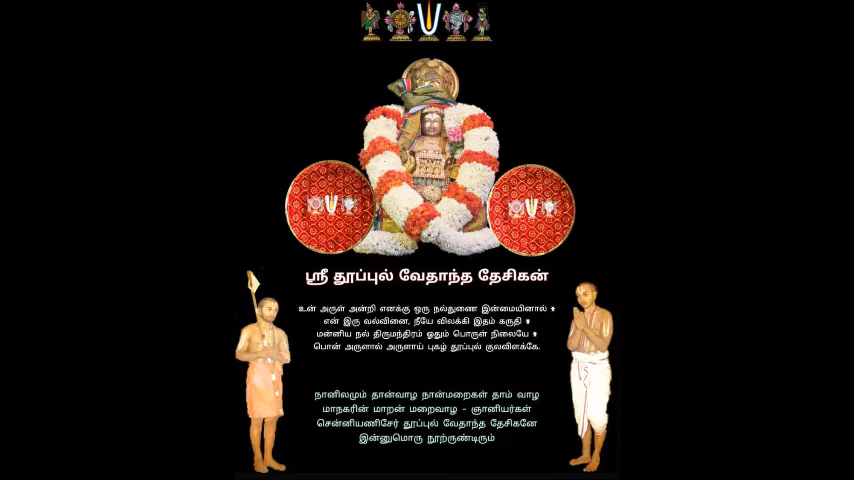 ஸ்ரீ தூப்புல் வேதாந்த தேசிகன்
உன் அருள் அன்றி எனக்கு ஒரு நல்துணை இன்மையினால் *
என் இரு வல்வினை, நீயே விலக்கி இதம் கருதி *
மன்னிய நல் திருமந்திரம் ஓதும் பொருள் நிலையே *
பொன் அருளால் அருளாய் புகழ் தூப்புல் குலவிளக்கே.
நானிலமும் தான்வாழ நான்மறைகள் தாம் வாழ
மாநகரின் மாறன் மறைவாழ - ஞானியர்கள்
சென்னியணிசேர் தூப்புல் வேதாந்த தேசிகனே
இன்னுமொரு நூற்றுண்டிரும்